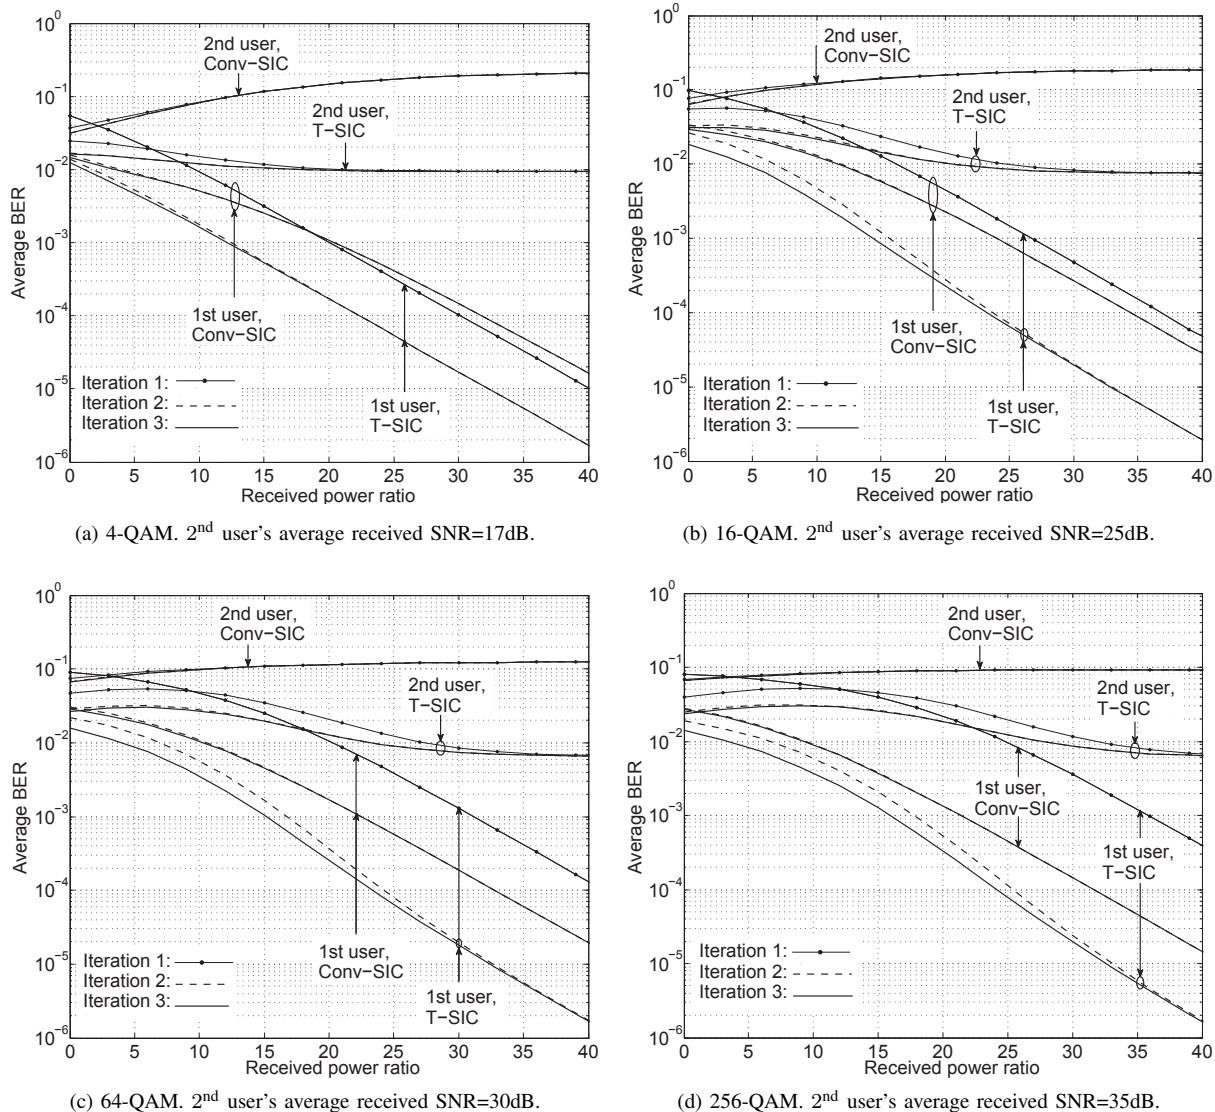 10^0
10^-1
10^-2
10^-3
10^-4
10^-5
10^-6
Average BER
2nd user,
Conv−SIC
2nd user,
T−SIC
1st user,
Conv−SIC
1st user,
T−SIC
Iteration 1:
Iteration 2:
Iteration 3:
0 5 10 15 20 25 30 35 40
Received power ratio
(a) 4-QAM. 2nd user's average received SNR=17dB.
10^0
10^-1
10^-2
10^-3
10^-4
10^-5
10^-6
Average BER
2nd user,
Conv−SIC
2nd user,
T−SIC
1st user,
Conv−SIC
1st user,
T−SIC
Iteration 1:
Iteration 2:
Iteration 3:
0 5 10 15 20 25 30 35 40
Received power ratio
(b) 16-QAM. 2nd user's average received SNR=25dB.
10^0
10^-1
10^-2
10^-3
10^-4
10^-5
10^-6
Average BER
2nd user,
Conv−SIC
2nd user,
T−SIC
1st user,
Conv−SIC
1st user,
T−SIC
Iteration 1:
Iteration 2:
Iteration 3:
0 5 10 15 20 25 30 35 40
Received power ratio
(c) 64-QAM. 2nd user's average received SNR=30dB.
10^0
10^-1
10^-2
10^-3
10^-4
10^-5
10^-6
Average BER
2nd user,
Conv−SIC
2nd user,
T−SIC
1st user,
Conv−SIC
1st user,
T−SIC
Iteration 1:
Iteration 2:
Iteration 3:
0 5 10 15 20 25 30 35 40
Received power ratio
(d) 256-QAM. 2nd user's average received SNR=35dB.